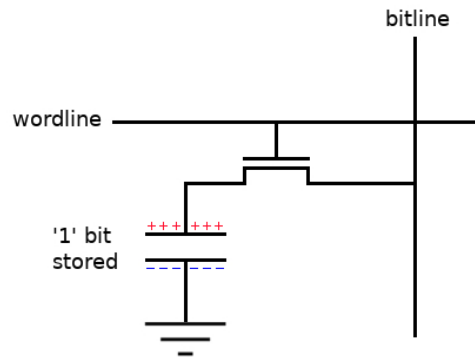 bitline
wordline
+++ +++
'1' bit
stored